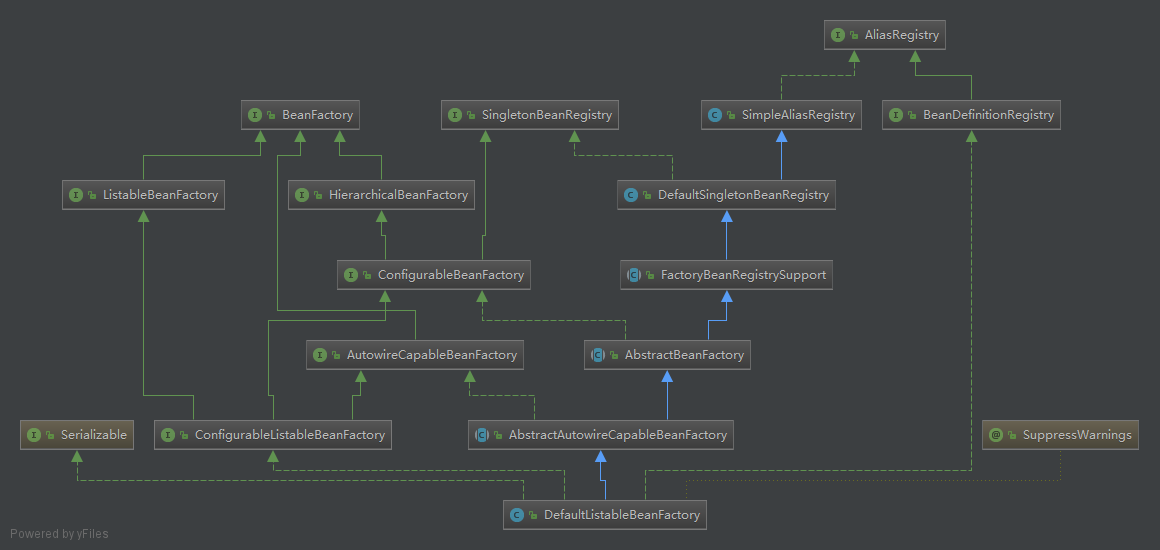 AliasRegistry
BeanFactory
SingletonBeanRegistry
SimpleAliasRegistry
BeanDefinitionRegistry
ListableBeanFactory
HierarchicalBeanFactory
DefaultSingletonBeanRegistry
ConfigurableBeanFactory
FactoryBeanRegistrySupport
AutowireCapableBeanFactory
AbstractBeanFactory
Serializable
ConfigurableListableBeanFactory
AbstractAutowireCapableBeanFactory
SuppressWarnings
DefaultListableBeanFactory
Powered by yFiles